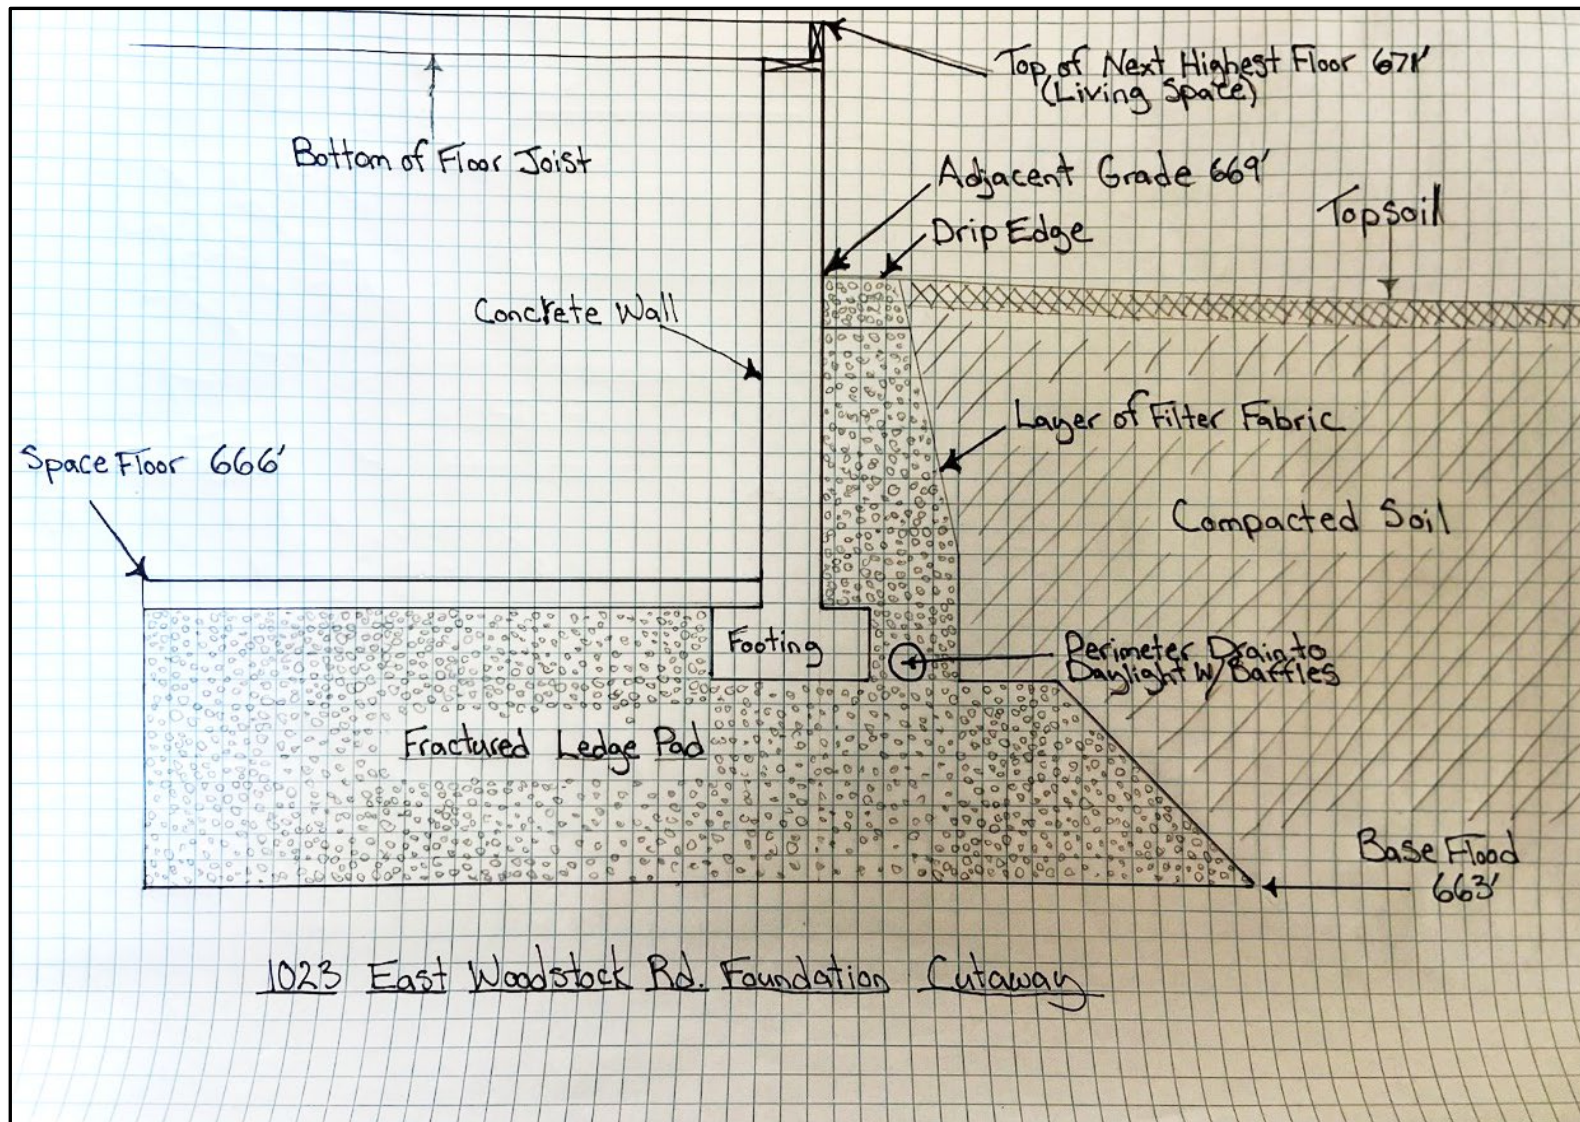 Top of Next Highest Floor 671'
(Living Space)
Bottom of Floor Joist
Adjacent Grade 669'
Drip Edge
Topsoil
Concrete Wall
Layer of Filter Fabric
Space Floor 666'
Compacted Soil
Footing
Perimeter Drain to
Daylight W/ Baffles
Fractured Ledge Pad
Base Flood
663'
1023 East Woodstock Rd. Foundation Cutaway